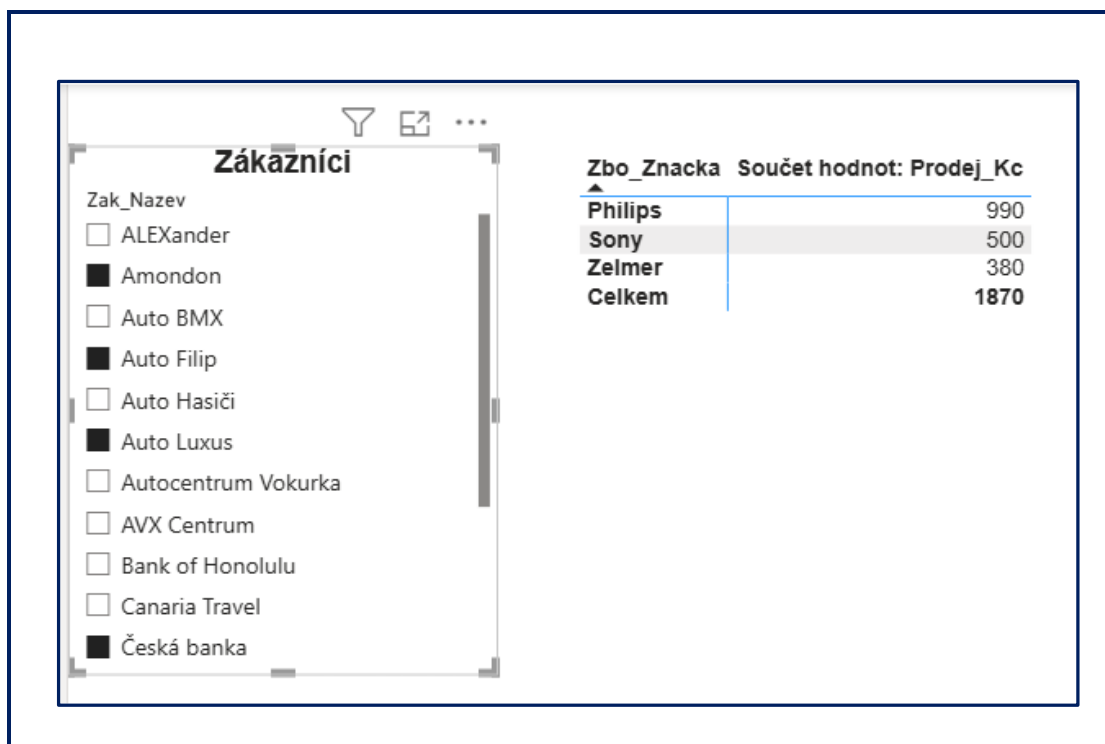 Zákazníci
Zak_Nazev
ALEXander
Amondon
Auto BMX
Auto Filip
Auto Hasiči
Auto Luxus
Autocentrum Vokurka
AVX Centrum
Bank of Honolulu
Canaria Travel
Česká banka
Zbo_Znacka Součet hodnot: Prodej_Kc
Philips 990
Sony 500
Zelmer 380
Celkem 1870